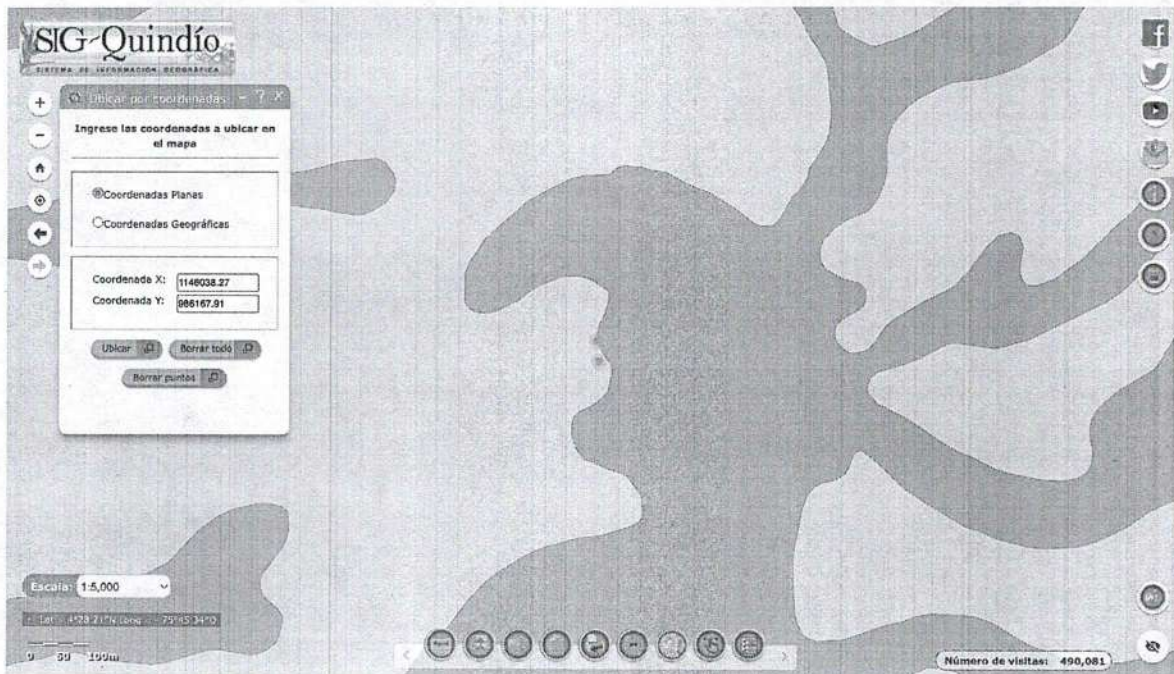 SIG-Quindío
SISTEMA DE INFORMACIÓN GEOGRÁFICA
Ubicar por coordenadas - ? X
Ingrese las coordenadas a ubicar en
el mapa
Coordenadas Planas
Coordenadas Geográficas
Coordenada X: 1146038.27
Coordenada Y: 986167.91
Ubicar
Borrar todo
Borrar puntos
Escala: 1:5,000
0 50 100m
Número de visitas: 490,081